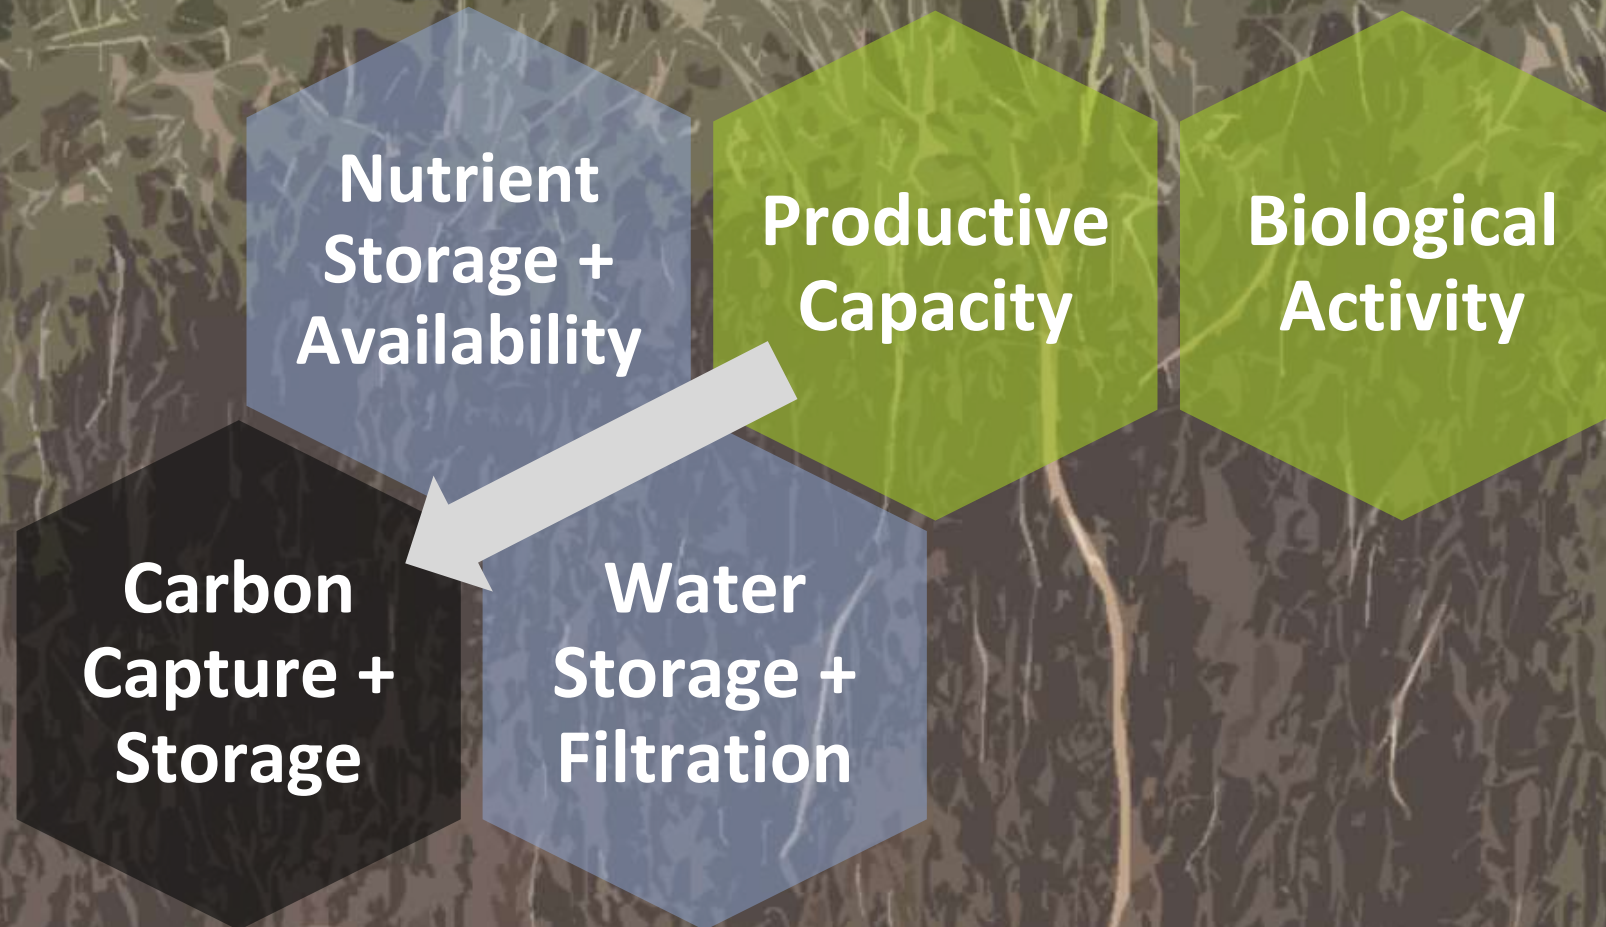 Nutrient
Storage +
Availability
Productive
Capacity
Biological
Activity
Carbon
Capture +
Storage
Water
Storage +
Filtration